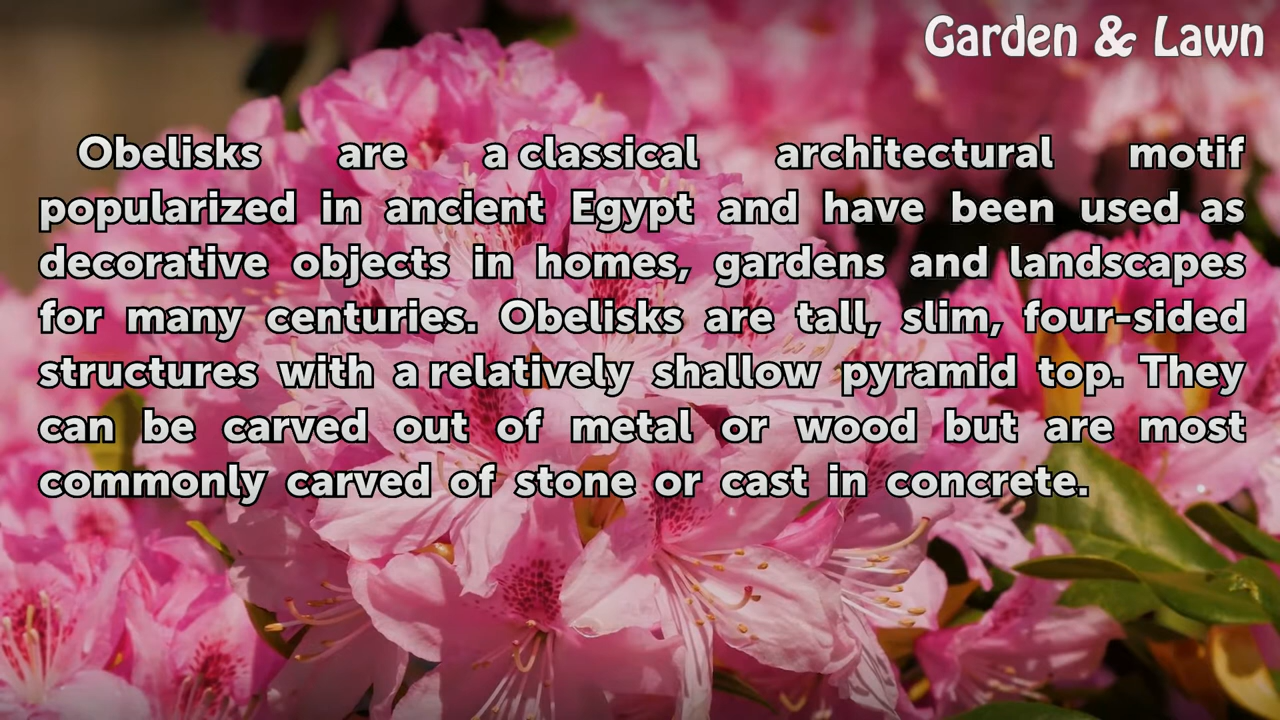 Garden & Lawn
Obelisks are a classical architectural motif
popularized in ancient Egypt and have been used as
decorative objects in homes, gardens and landscapes
for many centuries. Obelisks are tall, slim, four-sided
structures with a relatively shallow pyramid top. They
can be carved out of metal or wood but are most
commonly carved of stone or cast in concrete.